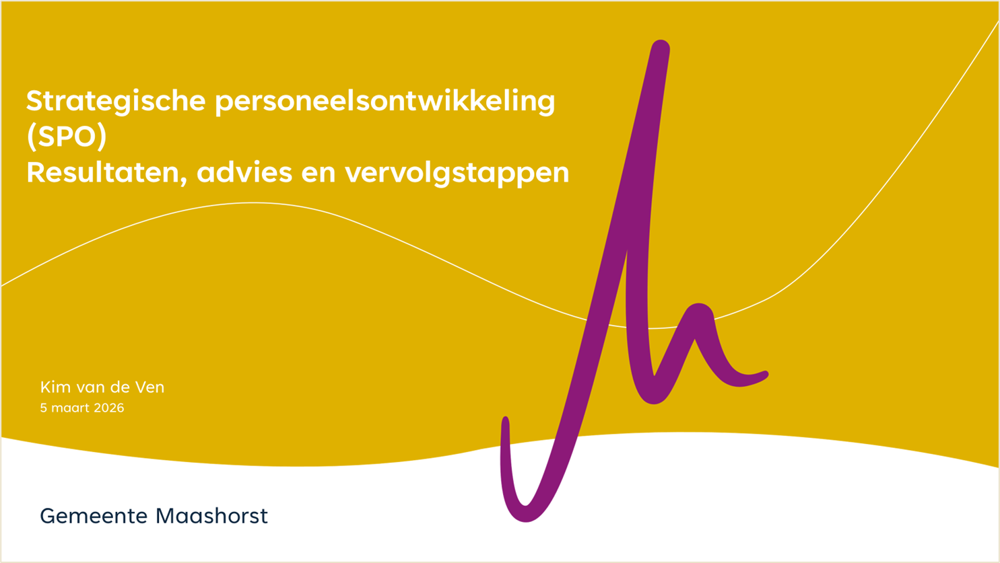 Strategische personeelsontwikkeling
(SPO)
Resultaten, advies en vervolgstappen
Kim van de Ven
5 maart 2026
Gemeente Maashorst